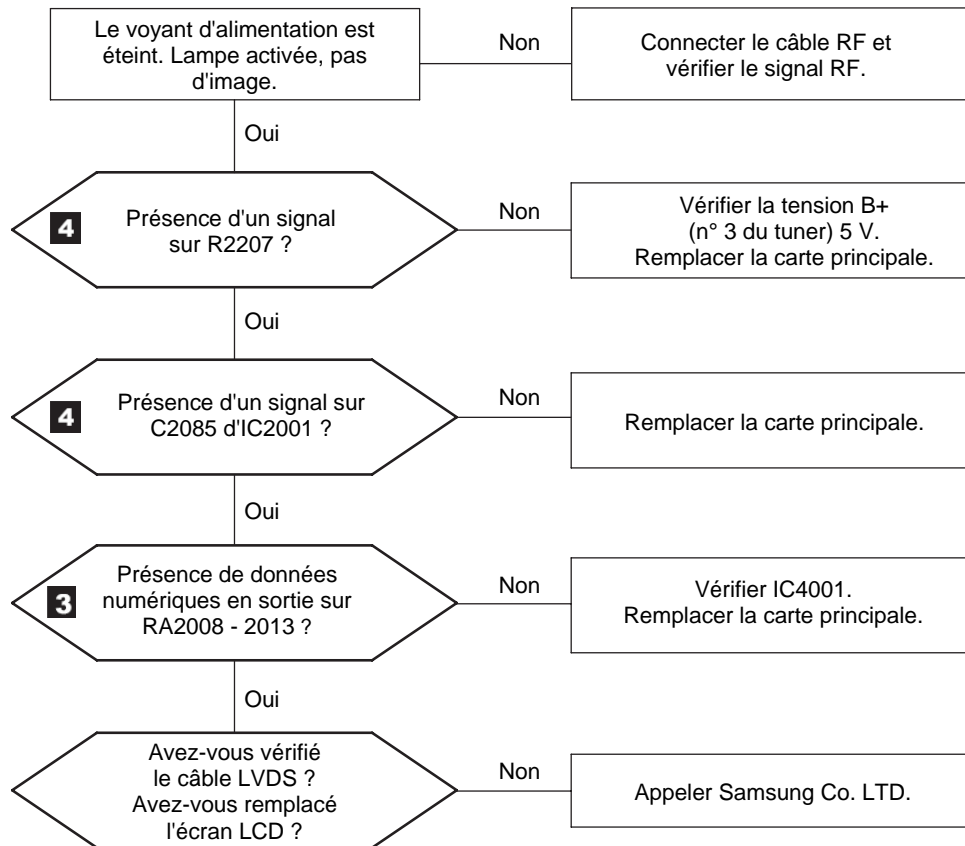 Le voyant d'alimentation est
éteint. Lampe activée, pas
d'image.
Non
Connecter le câble RF et
vérifier le signal RF.
Oui
4
Présence d'un signal
sur R2207 ?
Non
Vérifier la tension B+
(n° 3 du tuner) 5 V.
Remplacer la carte principale.
Oui
4
Présence d'un signal sur
C2085 d'IC2001 ?
Non
Remplacer la carte principale.
Oui
3
Présence de données
numériques en sortie sur
RA2008 - 2013 ?
Non
Vérifier IC4001.
Remplacer la carte principale.
Oui
Avez-vous vérifié
le câble LVDS ?
Avez-vous remplacé
l'écran LCD ?
Non
Appeler Samsung Co. LTD.